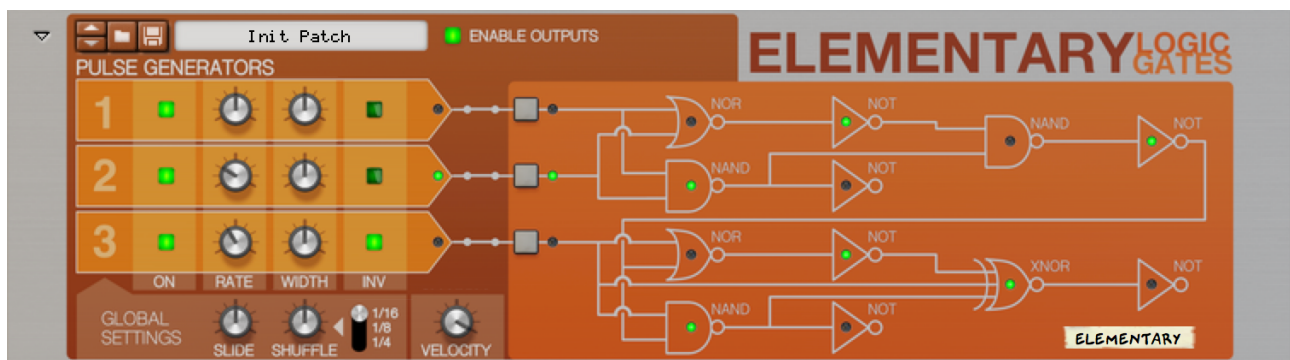 Init Patch
ENABLE OUTPUTS
ELEMENTARY LOGIC GATES
PULSE GENERATORS
1
2
3
ON RATE WIDTH INV
GLOBAL SETTINGS
SLIDE SHUFFLE
1/16
1/8
1/4
VELOCITY
NOR NOT
NAND NOT
NAND NOT
NOR NOT
XNOR NOT
NAND NOT
ELEMENTARY